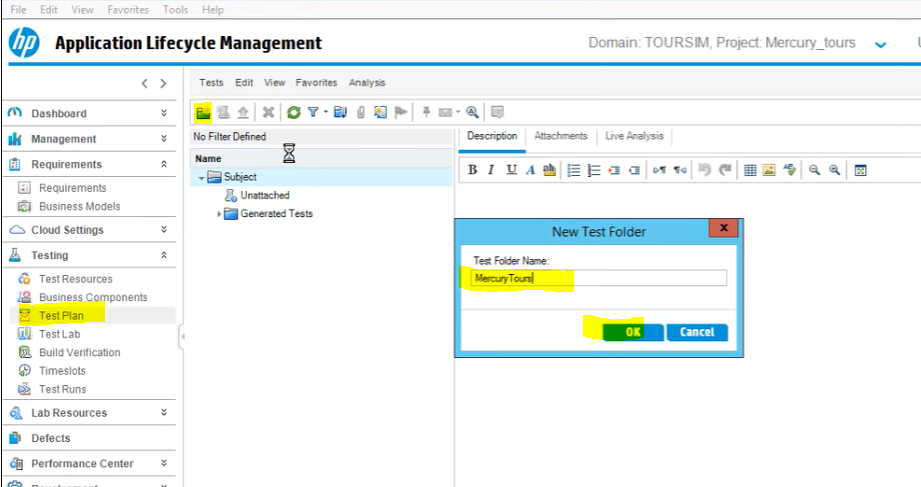 File Edit View Favorites Tools Help
hp Application Lifecycle Management Domain: TOURSIM, Project: Mercury_tours
Tests Edit View Favorites Analysis
Dashboard
Management
Requirements
Requirements
Business Models
Cloud Settings
Testing
Test Resources
Business Components
Test Plan
Test Lab
Build Verification
Timeslots
Test Runs
Lab Resources
Defects
Performance Center
No Filter Defined
Name
Subject
Unattached
Generated Tests
Description Attachments Live Analysis
B I U A ab
New Test Folder
x
Test Folder Name:
MercuryTours
OK Cancel